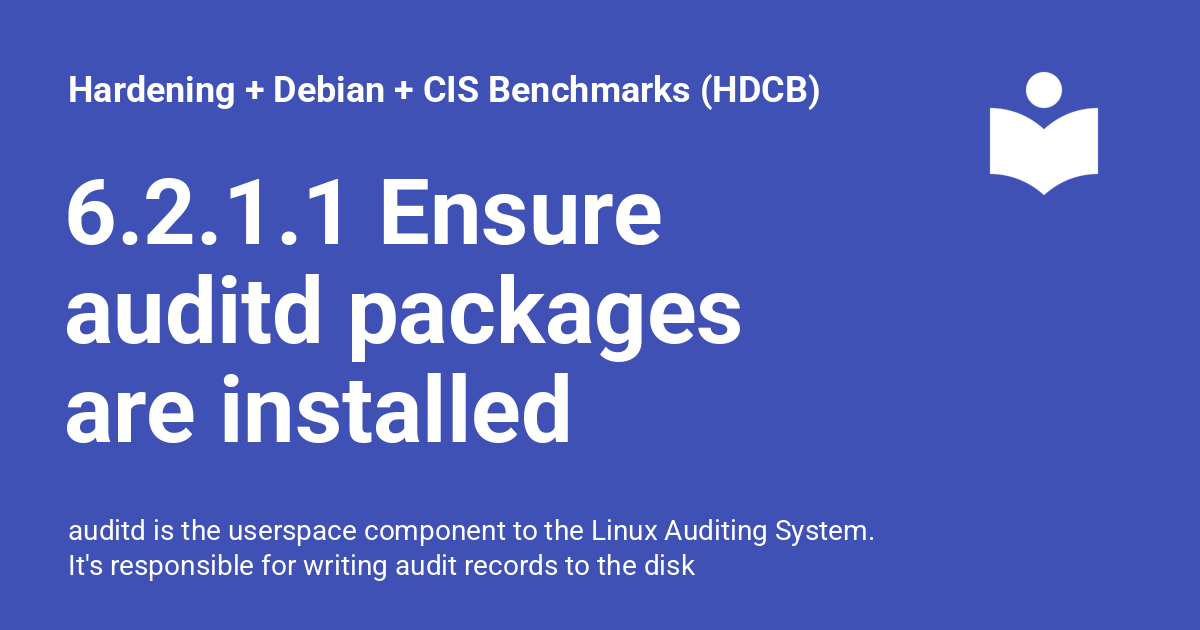 Hardening + Debian + CIS Benchmarks (HDCB)
6.2.1.1 Ensure
auditd packages
are installed
auditd is the userspace component to the Linux Auditing System.
It's responsible for writing audit records to the disk